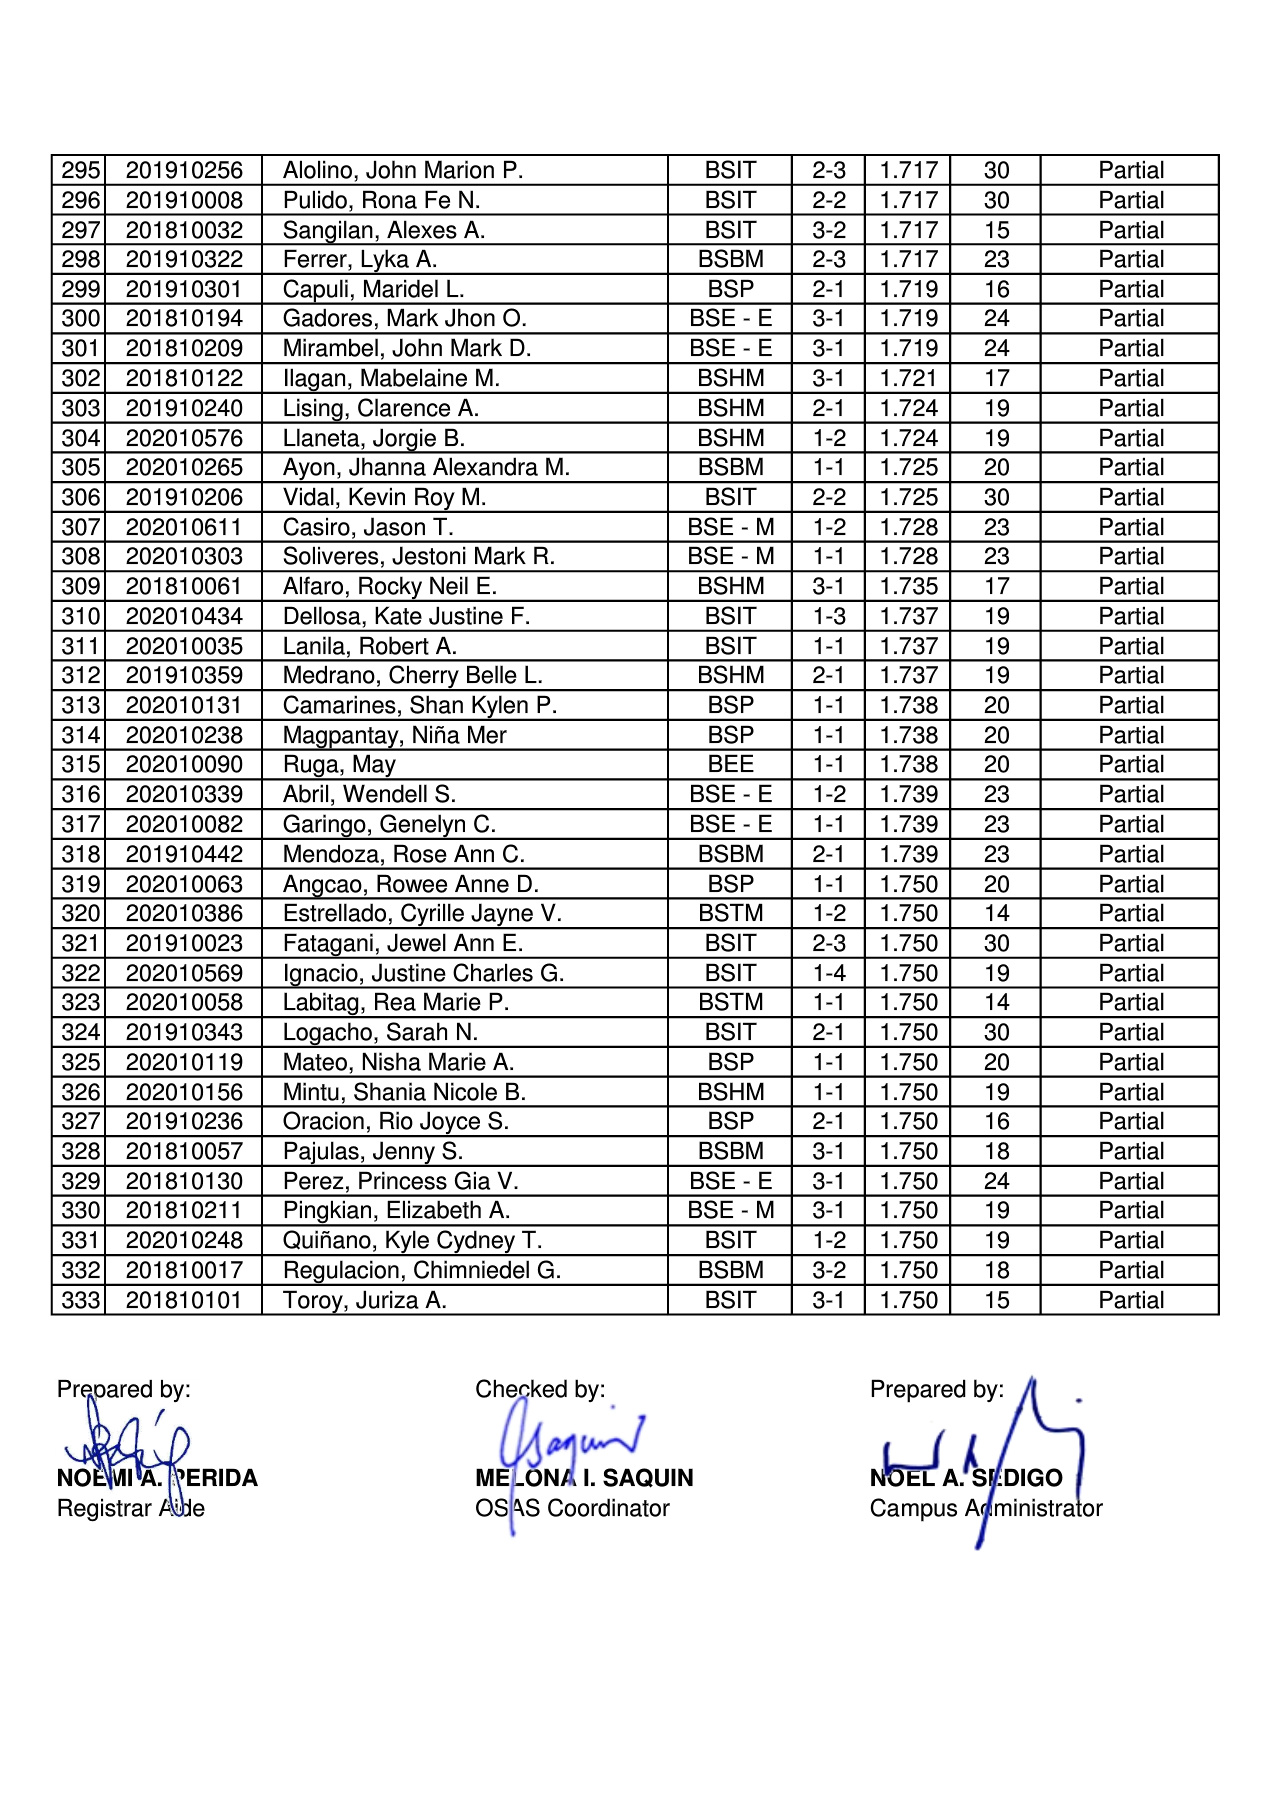 295 201910256 Alolino, John Marion P. BSIT 2-3 1.717 30 Partial
296 201910008 Pulido, Rona Fe N. BSIT 2-2 1.717 30 Partial
297 201810032 Sangilan, Alexes A. BSIT 3-2 1.717 15 Partial
298 201910322 Ferrer, Lyka A. BSBM 2-3 1.717 23 Partial
299 201910301 Capuli, Maridel L. BSP 2-1 1.719 16 Partial
300 201810194 Gadores, Mark Jhon O. BSE - E 3-1 1.719 24 Partial
301 201810209 Mirambel, John Mark D. BSE - E 3-1 1.719 24 Partial
302 201810122 Ilagan, Mabelaine M. BSHM 3-1 1.721 17 Partial
303 201910240 Lising, Clarence A. BSHM 2-1 1.724 19 Partial
304 202010576 Llaneta, Jorgie B. BSHM 1-2 1.724 19 Partial
305 202010265 Ayon, Jhanna Alexandra M. BSBM 1-1 1.725 20 Partial
306 201910206 Vidal, Kevin Roy M. BSIT 2-2 1.725 30 Partial
307 202010611 Casiro, Jason T. BSE - M 1-2 1.728 23 Partial
308 202010303 Soliveres, Jestoni Mark R. BSE - M 1-1 1.728 23 Partial
309 201810061 Alfaro, Rocky Neil E. BSHM 3-1 1.735 17 Partial
310 202010434 Dellosa, Kate Justine F. BSIT 1-3 1.737 19 Partial
311 202010035 Lanila, Robert A. BSIT 1-1 1.737 19 Partial
312 201910359 Medrano, Cherry Belle L. BSHM 2-1 1.737 19 Partial
313 202010131 Camarines, Shan Kylen P. BSP 1-1 1.738 20 Partial
314 202010238 Magpantay, Niña Mer BSP 1-1 1.738 20 Partial
315 202010090 Ruga, May BEE 1-1 1.738 20 Partial
316 202010339 Abril, Wendell S. BSE - E 1-2 1.739 23 Partial
317 202010082 Garingo, Genelyn C. BSE - E 1-1 1.739 23 Partial
318 201910442 Mendoza, Rose Ann C. BSBM 2-1 1.739 23 Partial
319 202010063 Angcao, Rowee Anne D. BSP 1-1 1.750 20 Partial
320 202010386 Estrellado, Cyrille Jayne V. BSTM 1-2 1.750 14 Partial
321 201910023 Fatagani, Jewel Ann E. BSIT 2-3 1.750 30 Partial
322 202010569 Ignacio, Justine Charles G. BSIT 1-4 1.750 19 Partial
323 202010058 Labitag, Rea Marie P. BSTM 1-1 1.750 14 Partial
324 201910343 Logacho, Sarah N. BSIT 2-1 1.750 30 Partial
325 202010119 Mateo, Nisha Marie A. BSP 1-1 1.750 20 Partial
326 202010156 Mintu, Shania Nicole B. BSHM 1-1 1.750 19 Partial
327 201910236 Oracion, Rio Joyce S. BSP 2-1 1.750 16 Partial
328 201810057 Pajulas, Jenny S. BSBM 3-1 1.750 18 Partial
329 201810130 Perez, Princess Gia V. BSE - E 3-1 1.750 24 Partial
330 201810211 Pingkian, Elizabeth A. BSE - M 3-1 1.750 19 Partial
331 202010248 Quiñano, Kyle Cydney T. BSIT 1-2 1.750 19 Partial
332 201810017 Regulacion, Chimniedel G. BSBM 3-2 1.750 18 Partial
333 201810101 Toroy, Juriza A. BSIT 3-1 1.750 15 Partial
Prepared by: Checked by: Prepared by:
NOEMI A. PERIDA MELONA I. SAQUIN NOEL A. SEDIGO
Registrar Aide OSAS Coordinator Campus Administrator